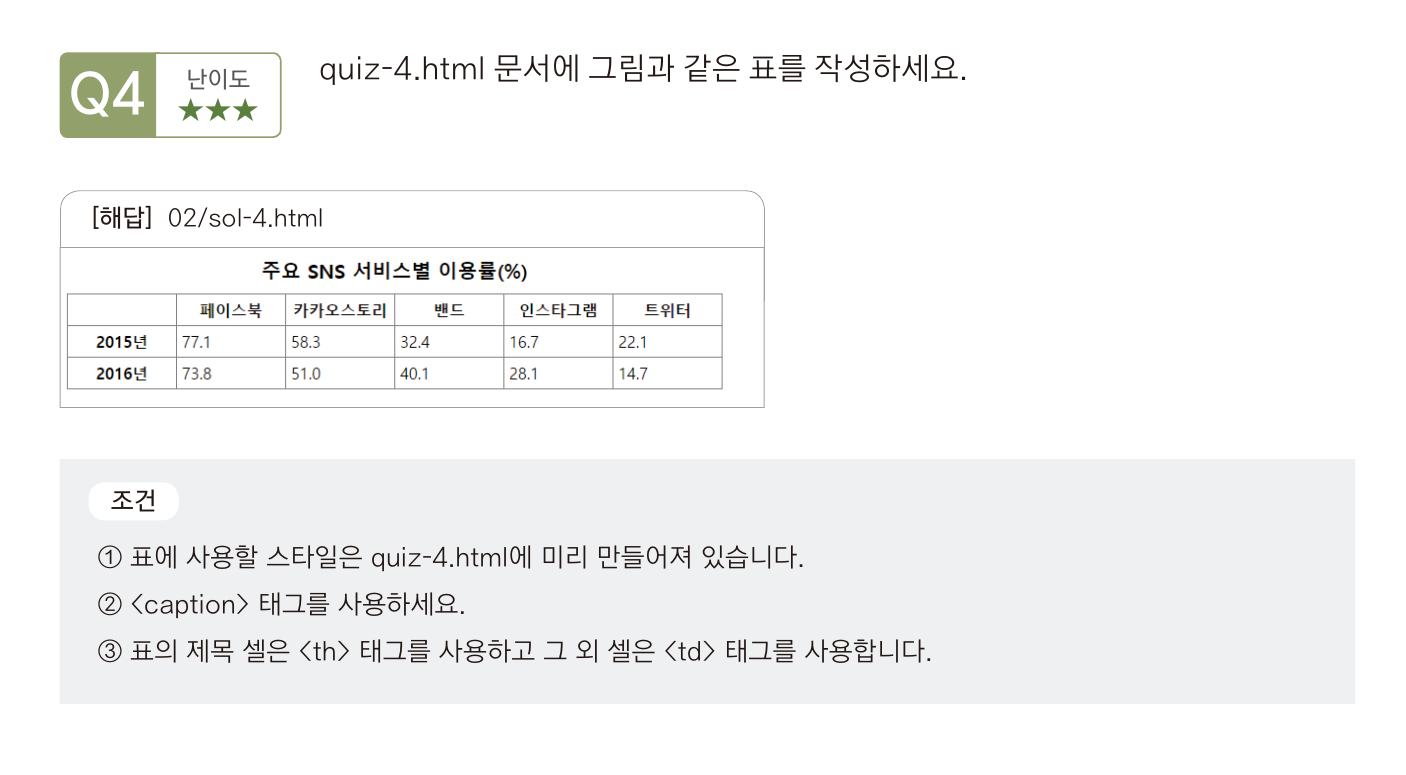 Q4 난이도 quiz-4.html 문서에 그림과 같은 표를 작성하세요.
★★★
[해답] 02/sol-4.html
주요 SNS 서비스별 이용률(%)
페이스북 카카오스토리 밴드 인스타그램 트위터
2015년 77.1 58.3 32.4 16.7 22.1
2016년 73.8 51.0 40.1 28.1 14.7
조건
① 표에 사용할 스타일은 quiz-4.html에 미리 만들어져 있습니다.
② <caption> 태그를 사용하세요.
③ 표의 제목 셀은 <th> 태그를 사용하고 그 외 셀은 <td> 태그를 사용합니다.